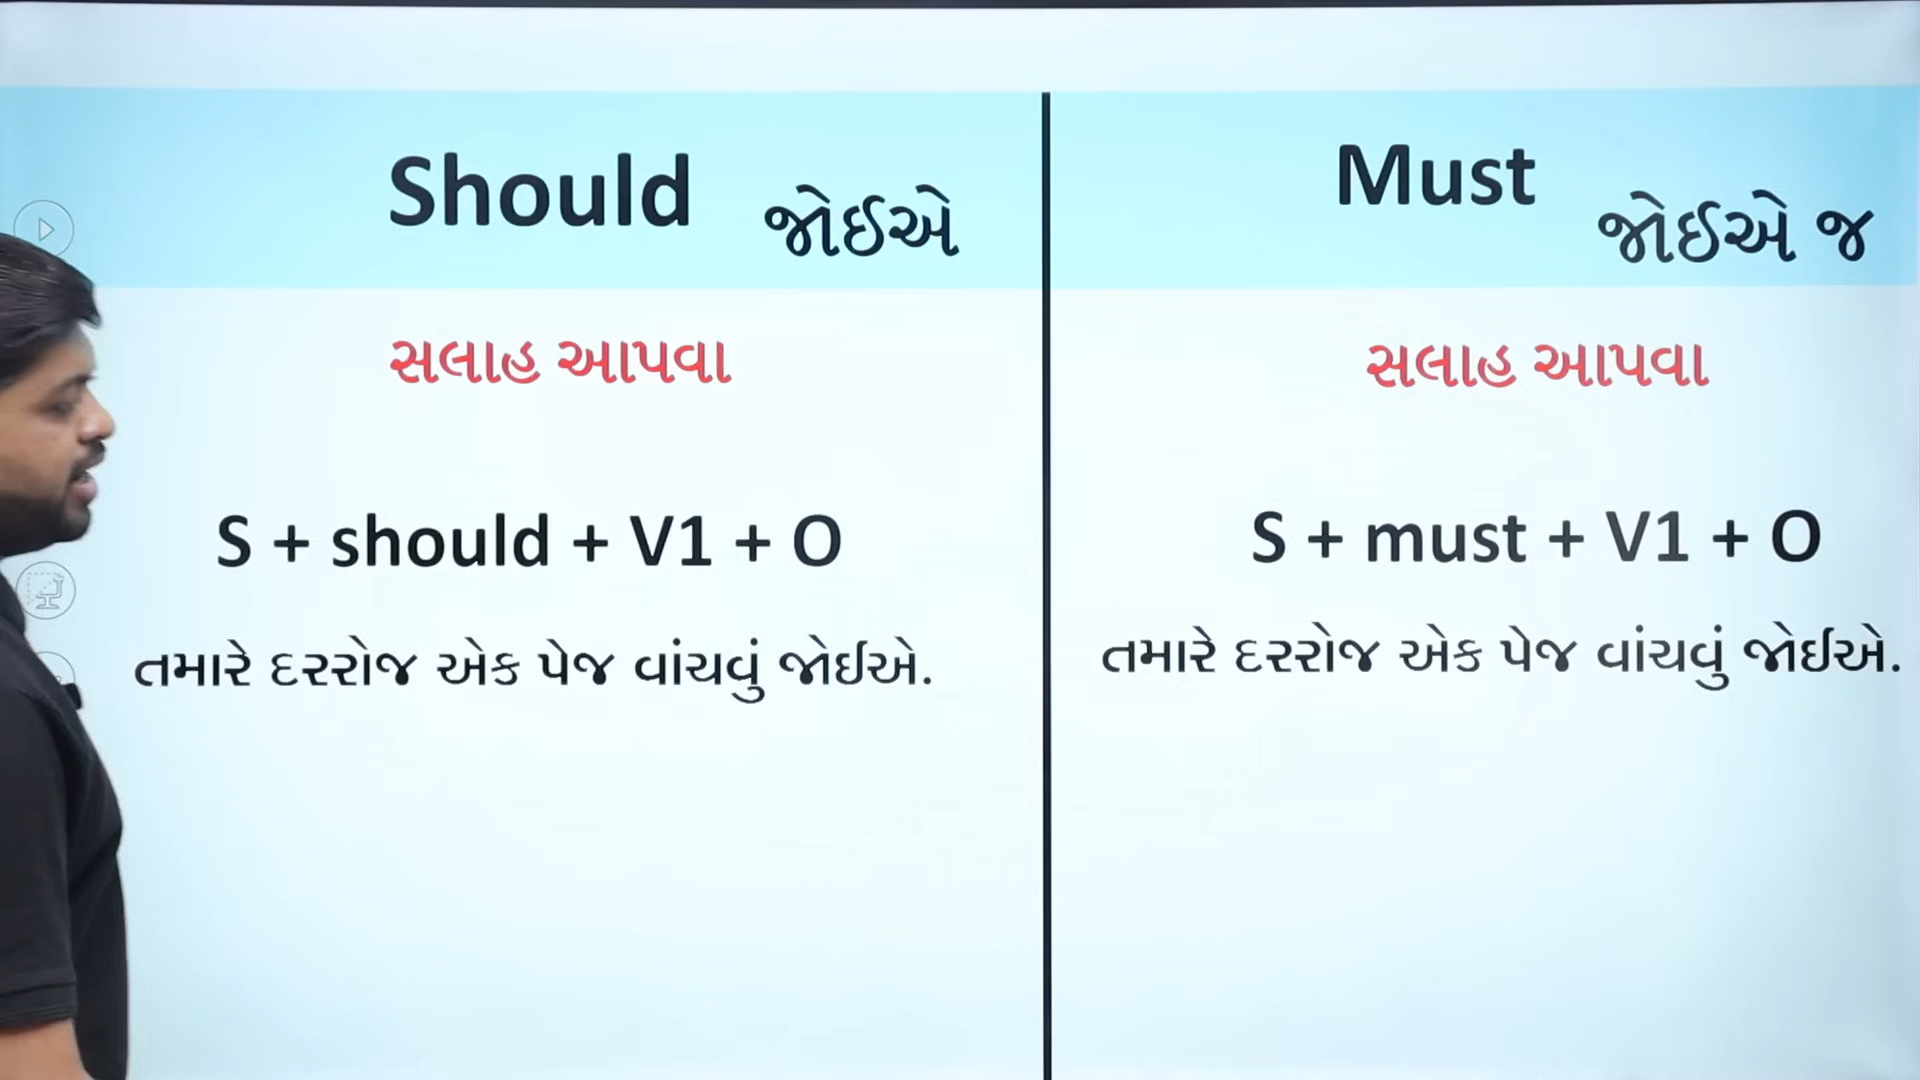 Should જોઈએ
સલાહ આપવા
S + should + V1 + O
તમારે દરરોજ એક પેજ વાંચવું જોઈએ.
Must જોઈએ જ
સલાહ આપવા
S + must + V1 + O
તમારે દરરોજ એક પેજ વાંચવું જોઈએ.